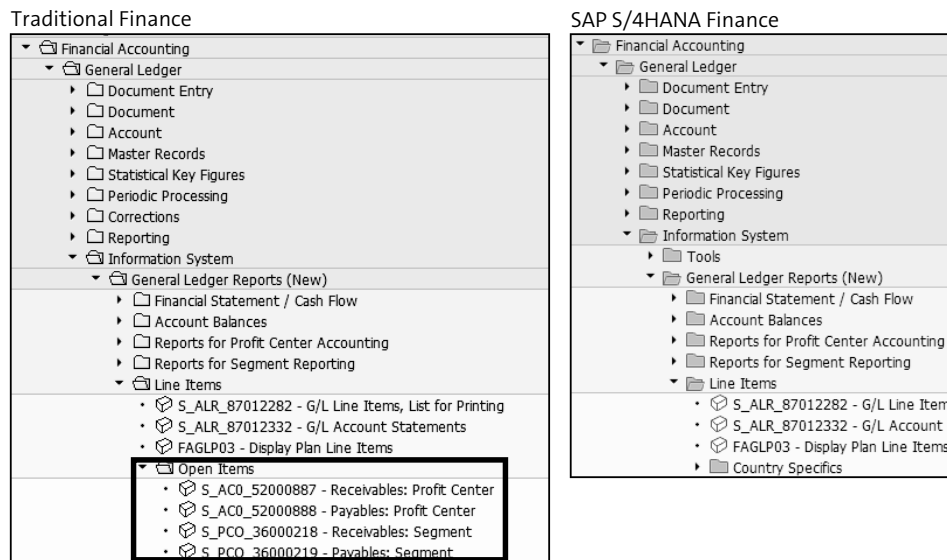 Traditional Finance
Financial Accounting
General Ledger
Document Entry
Document
Account
Master Records
Statistical Key Figures
Periodic Processing
Corrections
Reporting
Information System
General Ledger Reports (New)
Financial Statement / Cash Flow
Account Balances
Reports for Profit Center Accounting
Reports for Segment Reporting
Line Items
S_ALR_87012282 - G/L Line Items, List for Printing
S_ALR_87012332 - G/L Account Statements
FAGLP03 - Display Plan Line Items
Open Items
S_AC0_52000887 - Receivables: Profit Center
S_AC0_52000888 - Payables: Profit Center
S_PCO_36000218 - Receivables: Segment
S_PCO_36000219 - Payables: Segment
SAP S/4HANA Finance
Financial Accounting
General Ledger
Document Entry
Document
Account
Master Records
Statistical Key Figures
Periodic Processing
Reporting
Information System
Tools
General Ledger Reports (New)
Financial Statement / Cash Flow
Account Balances
Reports for Profit Center Accounting
Reports for Segment Reporting
Line Items
S_ALR_87012282 - G/L Line Item
S_ALR_87012332 - G/L Account
FAGLP03 - Display Plan Line Items
Country Specifics